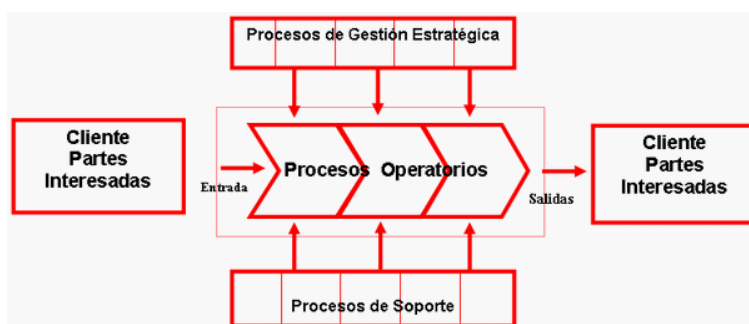 Procesos de Gestión Estratégica
Cliente
Partes
Interesadas
Entrada
Procesos Operatorios
Salidas
Cliente
Partes
Interesadas
Procesos de Soporte